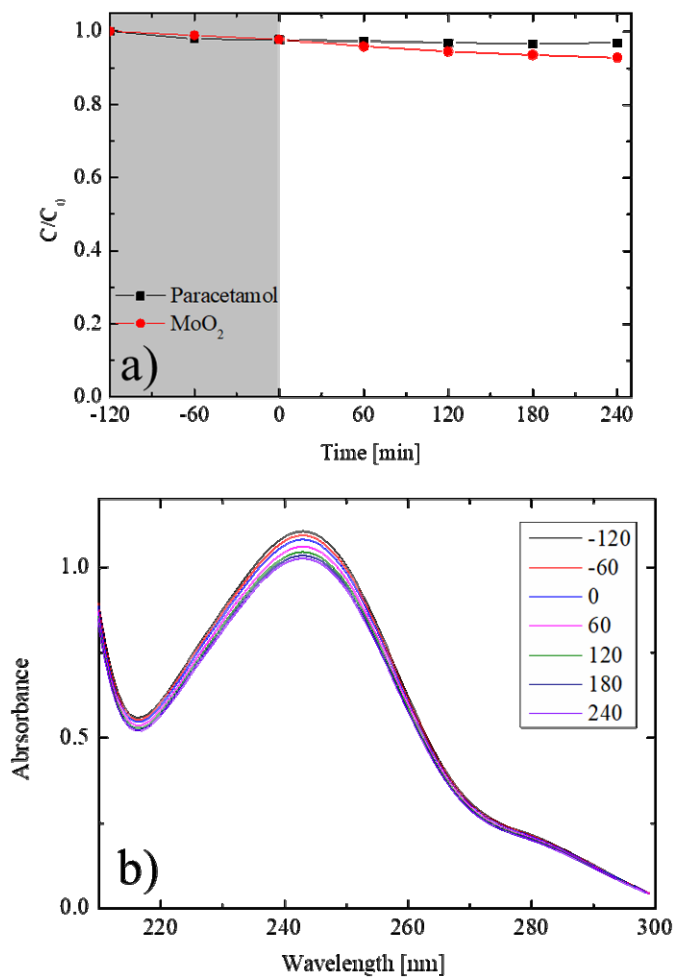 1.0
0.8
0.6
0.4
0.2
0.0
C/C₀
Paracetamol
MoO₂
a)
-120 -60 0 60 120 180 240
Time [min]
1.0
0.5
0.0
Abrsorbance
-120
-60
0
60
120
180
240
b)
220 240 260 280 300
Wavelength [nm]